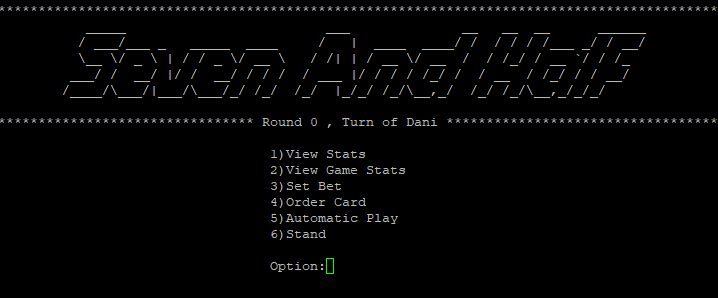 Seven And Half
******************************** Round 0 , Turn of Dani **********************************
1)View Stats
2)View Game Stats
3)Set Bet
4)Order Card
5)Automatic Play
6)Stand
Option: